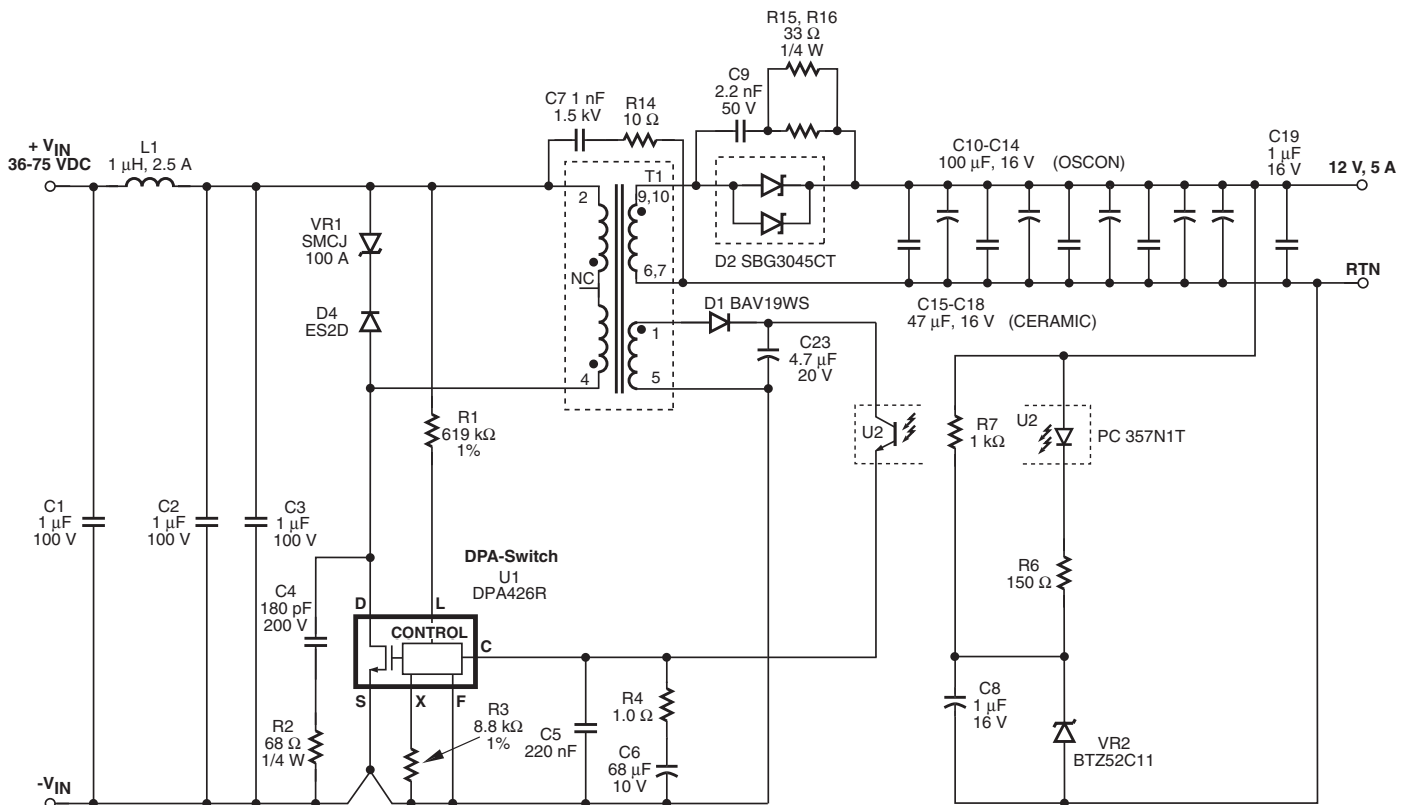 R15, R16
33 Ω
1/4 W
C9
2.2 nF
50 V
C7 1 nF
1.5 kV
R14
10 Ω
+ VIN
36-75 VDC
L1
1 μH, 2.5 A
C10-C14
100 μF, 16 V (OSCON)
C19
1 μF
16 V
12 V, 5 A
T1
2
9,10
VR1
SMCJ
100 A
D2 SBG3045CT
NC
6,7
RTN
D4
ES2D
D1 BAV19WS
C15-C18
47 μF, 16 V (CERAMIC)
1
C23
4.7 μF
20 V
4
5
R1
619 kΩ
1%
U2
R7
1 kΩ
U2
PC 357N1T
C1
1 μF
100 V
C2
1 μF
100 V
C3
1 μF
100 V
DPA-Switch
U1
DPA426R
R6
150 Ω
C4
180 pF
200 V
D
L
CONTROL
C
S
X
F
R3
8.8 kΩ
1%
R4
1.0 Ω
C8
1 μF
16 V
R2
68 Ω
1/4 W
C5
220 nF
C6
68 μF
10 V
VR2
BTZ52C11
-VIN